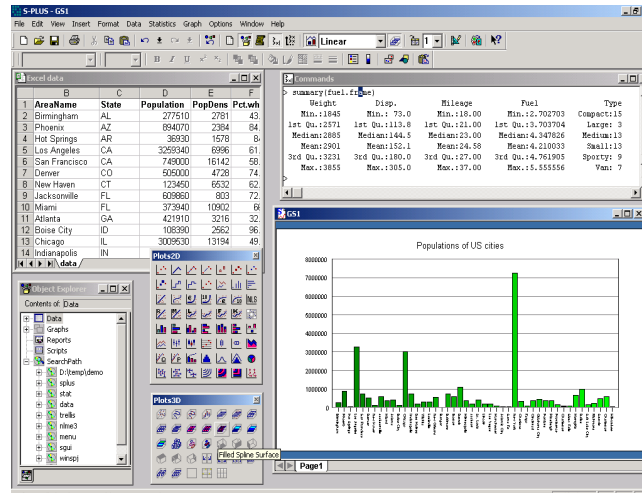 S-PLUS - GS1
File Edit View Insert Format Data Statistics Graph Options Window Help
Linear 1
B I U
Excel data
B C D E F
1 AreaName State Population PopDens Pct.wh
2 Birmingham AL 277510 2781 43.
3 Phoenix AZ 894070 2384 84.
4 Hot Springs AR 36930 1578 8
5 Los Angeles CA 3259340 6996 61.
6 San Francisco CA 749000 16142 58.
7 Denver CO 505000 4728 74.
8 New Haven CT 123450 6532 62.
9 Jacksonville FL 609860 803 72.
10 Miami FL 373940 10902 6
11 Atlanta GA 421910 3216 32.
12 Boise City ID 108390 2562 96.
13 Chicago IL 3009530 13194 49.
14 Indianapolis IN
data
Commands
> summary(fuel.frame)
Weight Disp. Mileage Fuel Type
Min.:1845 Min.: 73.0 Min.:18.00 Min.:2.702703 Compact:15
1st Qu.:2571 1st Qu.:113.8 1st Qu.:21.00 1st Qu.:3.703704 Large: 3
Median:2885 Median:144.5 Median:23.00 Median:4.347826 Medium:13
Mean:2901 Mean:152.1 Mean:24.58 Mean:4.210033 Small:13
3rd Qu.:3231 3rd Qu.:180.0 3rd Qu.:27.00 3rd Qu.:4.761905 Sporty: 9
Max.:3855 Max.:305.0 Max.:37.00 Max.:5.555556 Van: 7
>
GS1
Populations of US cities
8000000
7000000
6000000
5000000
4000000
3000000
2000000
1000000
0
Page1
Plots2D
NLS
Object Explorer
Contents of: Data
Data
Graphs
Reports
Scripts
SearchPath
D:\temp\demo
splus
stat
data
trellis
nlme3
menu
sgui
winspj
Plots3D
Filled Spline Surface